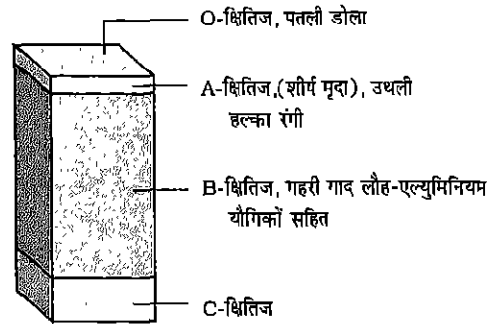 O-क्षितिज, पतली डोला
A-क्षितिज,(शीर्ष मृदा), उथली
हल्का रंगी
B-क्षितिज, गहरी गाद लौह-एल्युमिनियम
यौगिकों सहित
C-क्षितिज